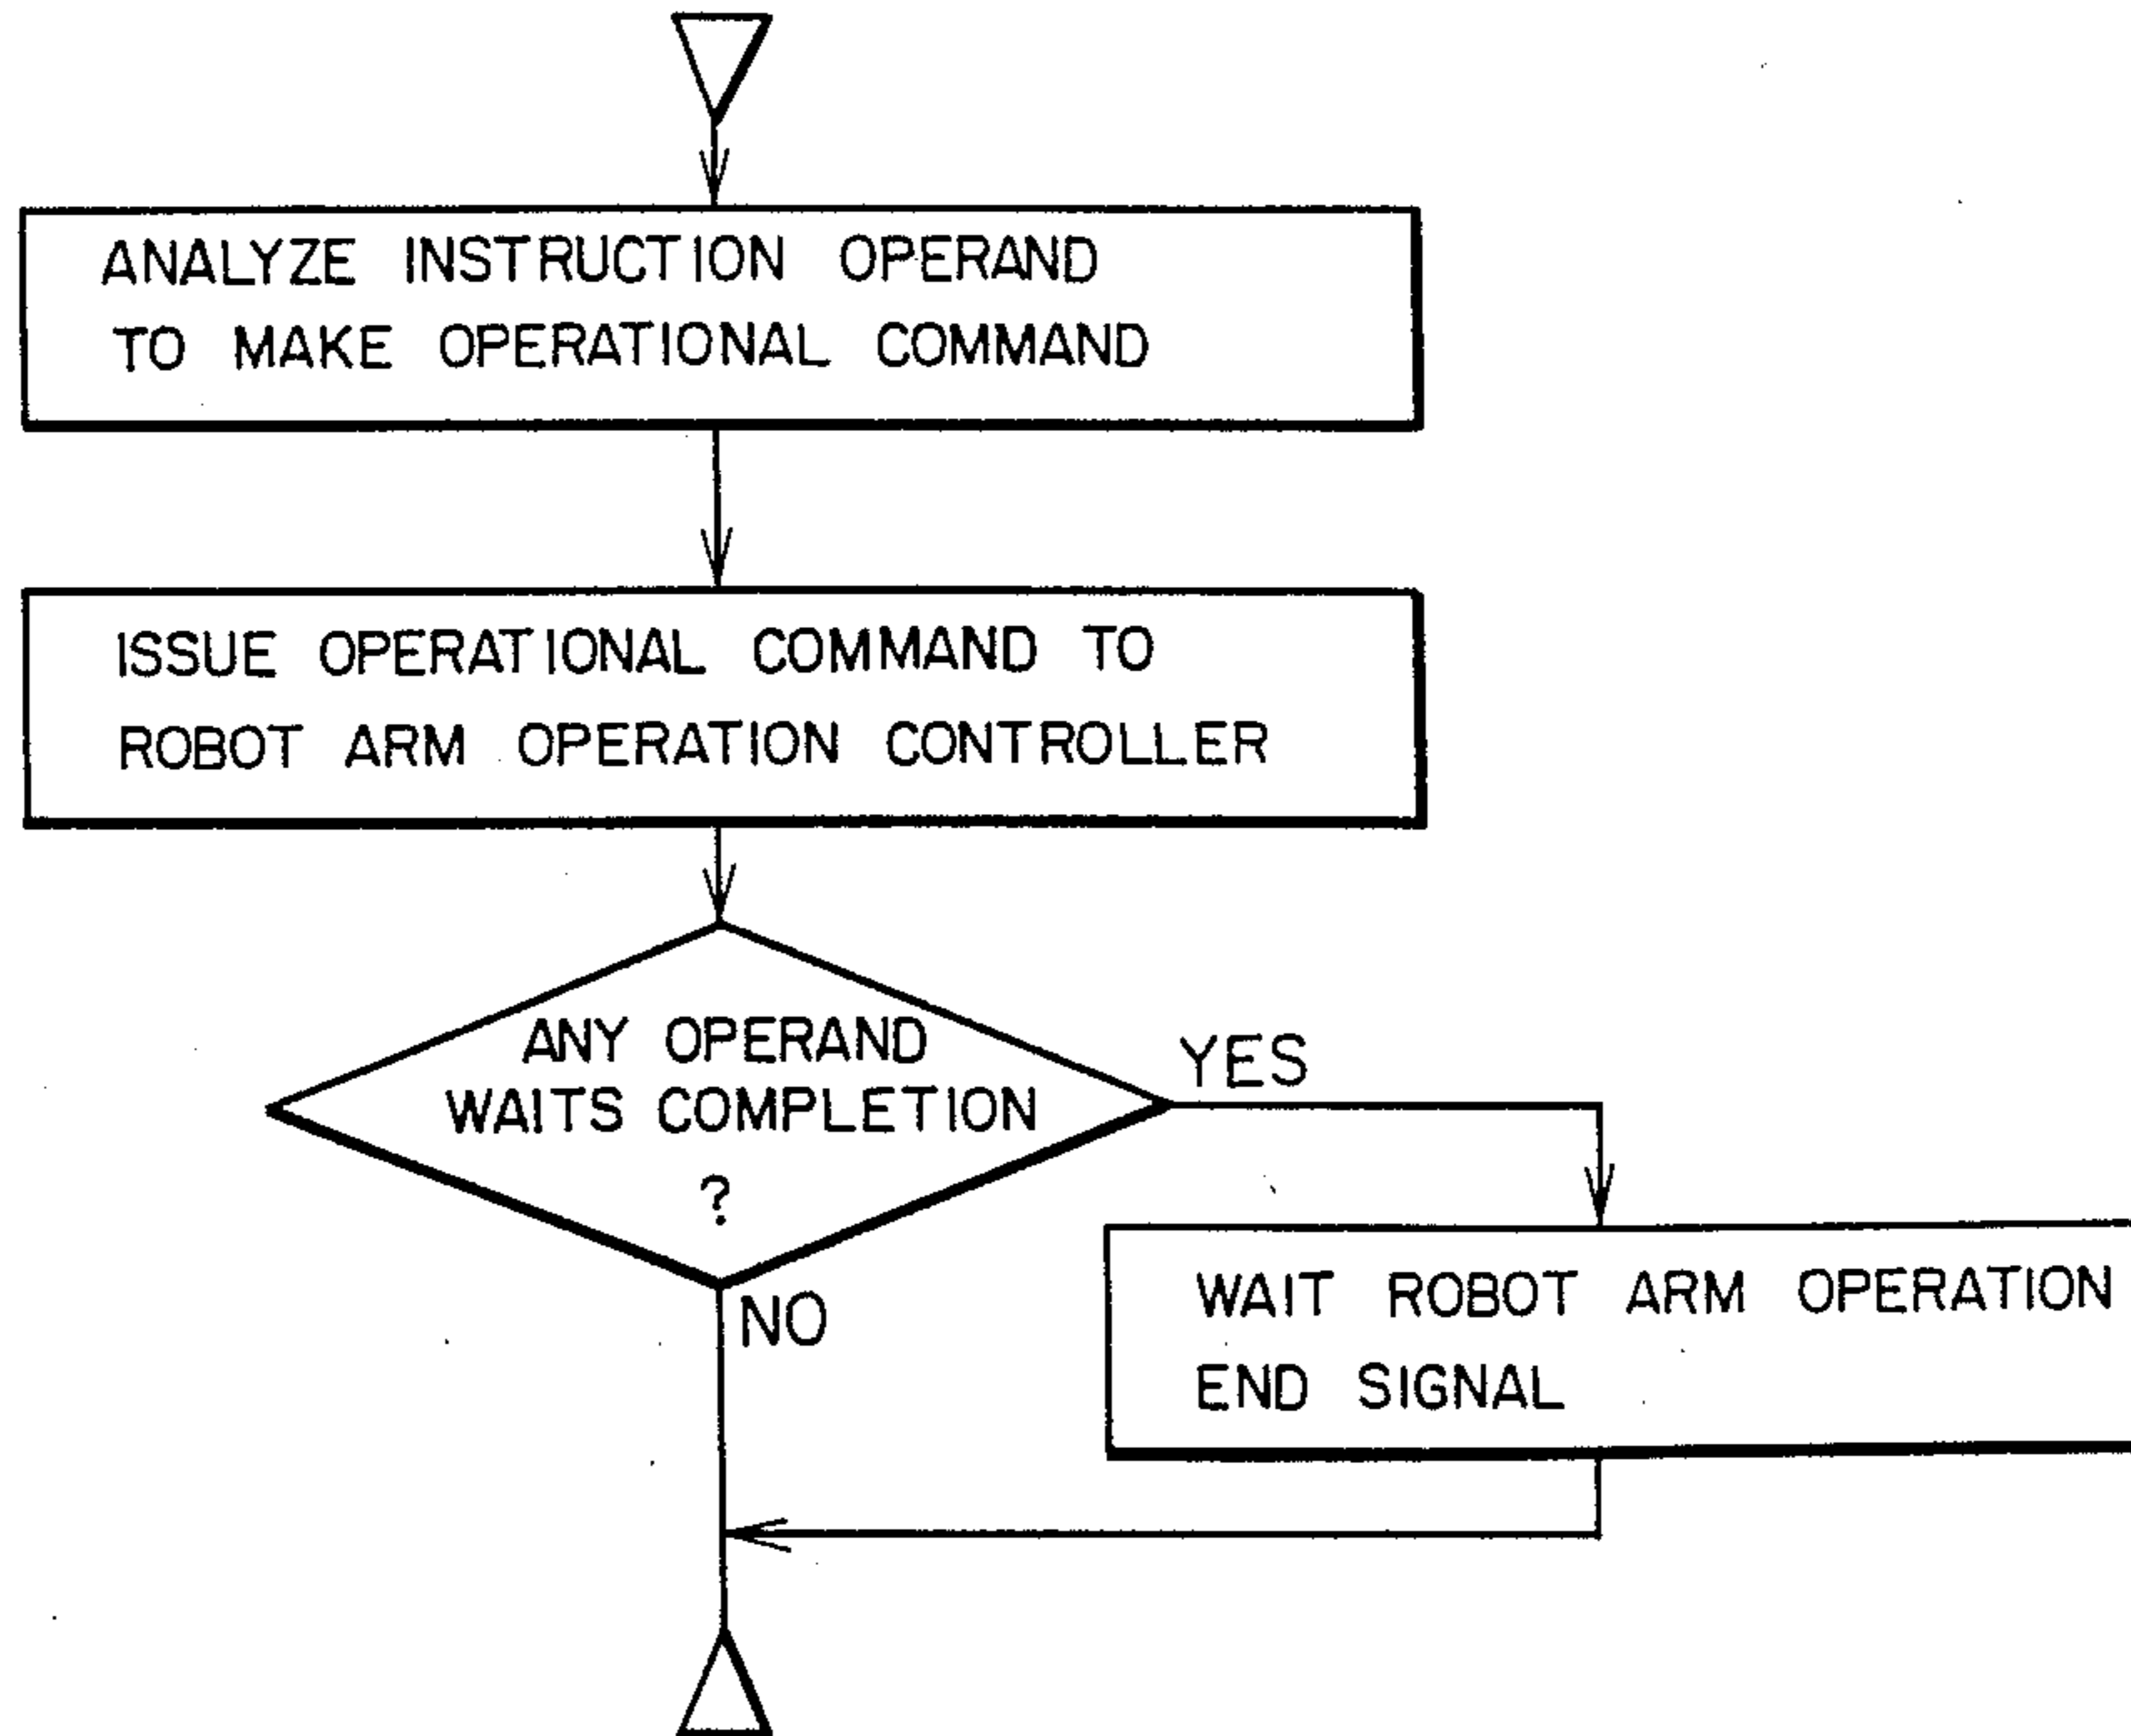 ANALYZE INSTRUCTION OPERAND
TO MAKE OPERATIONAL COMMAND
ISSUE OPERATIONAL COMMAND TO
ROBOT ARM OPERATION CONTROLLER
ANY OPERAND
WAITS COMPLETION
?
YES
NO
WAIT ROBOT ARM OPERATION
END SIGNAL